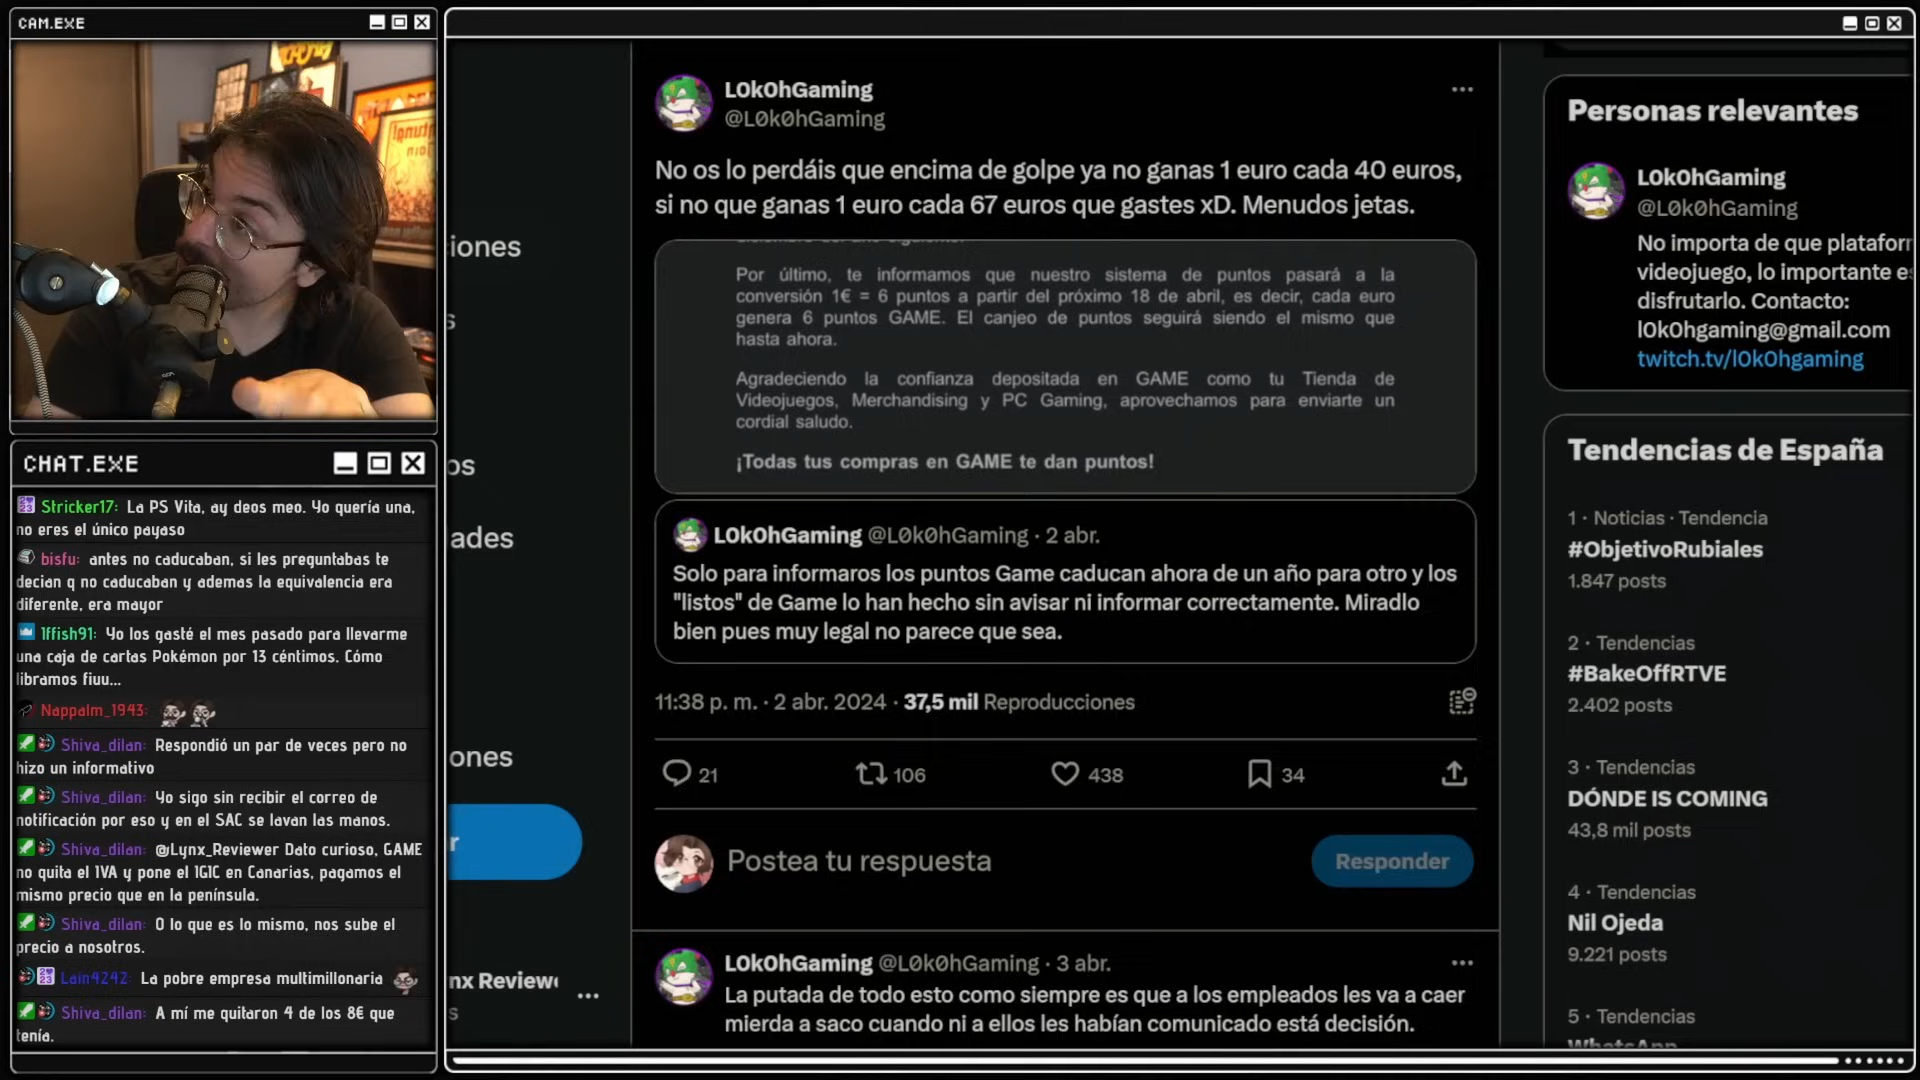 CAM.EXE
CHAT.EXE
Stricker17: La PS Vita, ay deos meo. Yo quería una,
no eres el único payaso
bisfu: antes no caducaban, si les preguntabas te
decian q no caducaban y ademas la equivalencia era
diferente, era mayor
1ffish91: Yo los gasté el mes pasado para llevarme
una caja de cartas Pokémon por 13 céntimos. Cómo
libramos fiuu...
Nappalm_1943:
Shiva_dilan: Respondió un par de veces pero no
hizo un informativo
Shiva_dilan: Yo sigo sin recibir el correo de
notificación por eso y en el SAC se lavan las manos.
Shiva_dilan: @Lynx_Reviewer Dato curioso, GAME
no quita el IVA y pone el IGIC en Canarias, pagamos el
mismo precio que en la península.
Shiva_dilan: O lo que es lo mismo, nos sube el
precio a nosotros.
Lain4242: La pobre empresa multimillonaria
Shiva_dilan: A mí me quitaron 4 de los 8€ que
tenía.
iones
s
os
ades
ones
r
nx Review
s
L0k0hGaming
@L0k0hGaming
No os lo perdáis que encima de golpe ya no ganas 1 euro cada 40 euros,
si no que ganas 1 euro cada 67 euros que gastes xD. Menudos jetas.
Por último, te informamos que nuestro sistema de puntos pasará a la
conversión 1€ = 6 puntos a partir del próximo 18 de abril, es decir, cada euro
genera 6 puntos GAME. El canjeo de puntos seguirá siendo el mismo que
hasta ahora.
Agradeciendo la confianza depositada en GAME como tu Tienda de
Videojuegos, Merchandising y PC Gaming, aprovechamos para enviarte un
cordial saludo.
¡Todas tus compras en GAME te dan puntos!
L0k0hGaming @L0k0hGaming · 2 abr.
Solo para informaros los puntos Game caducan ahora de un año para otro y los
"listos" de Game lo han hecho sin avisar ni informar correctamente. Miradlo
bien pues muy legal no parece que sea.
11:38 p. m. · 2 abr. 2024 · 37,5 mil Reproducciones
21 106 438 34
Postea tu respuesta
Responder
L0k0hGaming @L0k0hGaming · 3 abr.
La putada de todo esto como siempre es que a los empleados les va a caer
mierda a saco cuando ni a ellos les habían comunicado está decisión.
Personas relevantes
L0k0hGaming
@L0k0hGaming
No importa de que platafor
videojuego, lo importante e
disfrutarlo. Contacto:
l0k0hgaming@gmail.com
twitch.tv/l0k0hgaming
Tendencias de España
1 · Noticias · Tendencia
#ObjetivoRubiales
1.847 posts
2 · Tendencias
#BakeOffRTVE
2.402 posts
3 · Tendencias
DÓNDE IS COMING
43,8 mil posts
4 · Tendencias
Nil Ojeda
9.221 posts
5 · Tendencias
WhatsApp